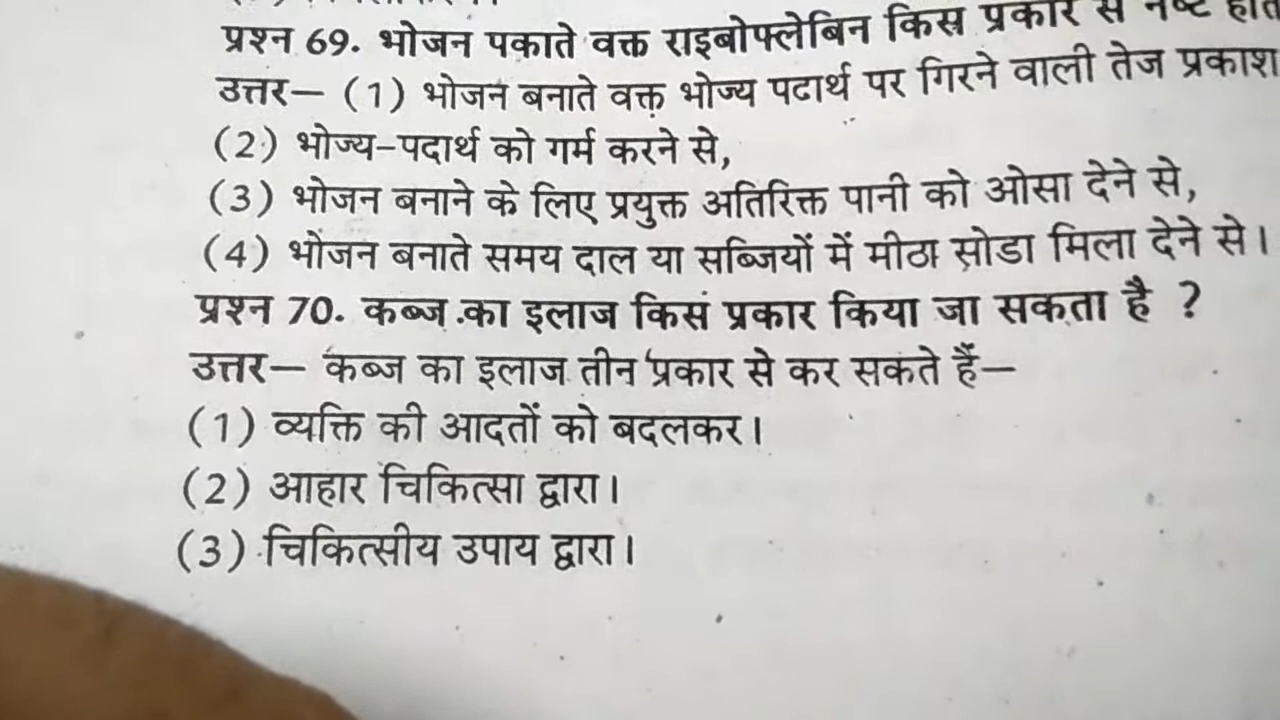 प्रश्न 69. भोजन पकाते वक्त राइबोफ्लेबिन किस प्रकार से नष्ट
उत्तर— (1) भोजन बनाते वक्त भोज्य पदार्थ पर गिरने वाली तेज प्रकाश
(2) भोज्य-पदार्थ को गर्म करने से,
(3) भोजन बनाने के लिए प्रयुक्त अतिरिक्त पानी को ओसा देने से,
(4) भोजन बनाते समय दाल या सब्जियों में मीठा सोडा मिला देने से।
प्रश्न 70. कब्ज का इलाज किस प्रकार किया जा सकता है ?
उत्तर— कब्ज का इलाज तीन प्रकार से कर सकते हैं—
(1) व्यक्ति की आदतों को बदलकर।
(2) आहार चिकित्सा द्वारा।
(3) चिकित्सीय उपाय द्वारा।